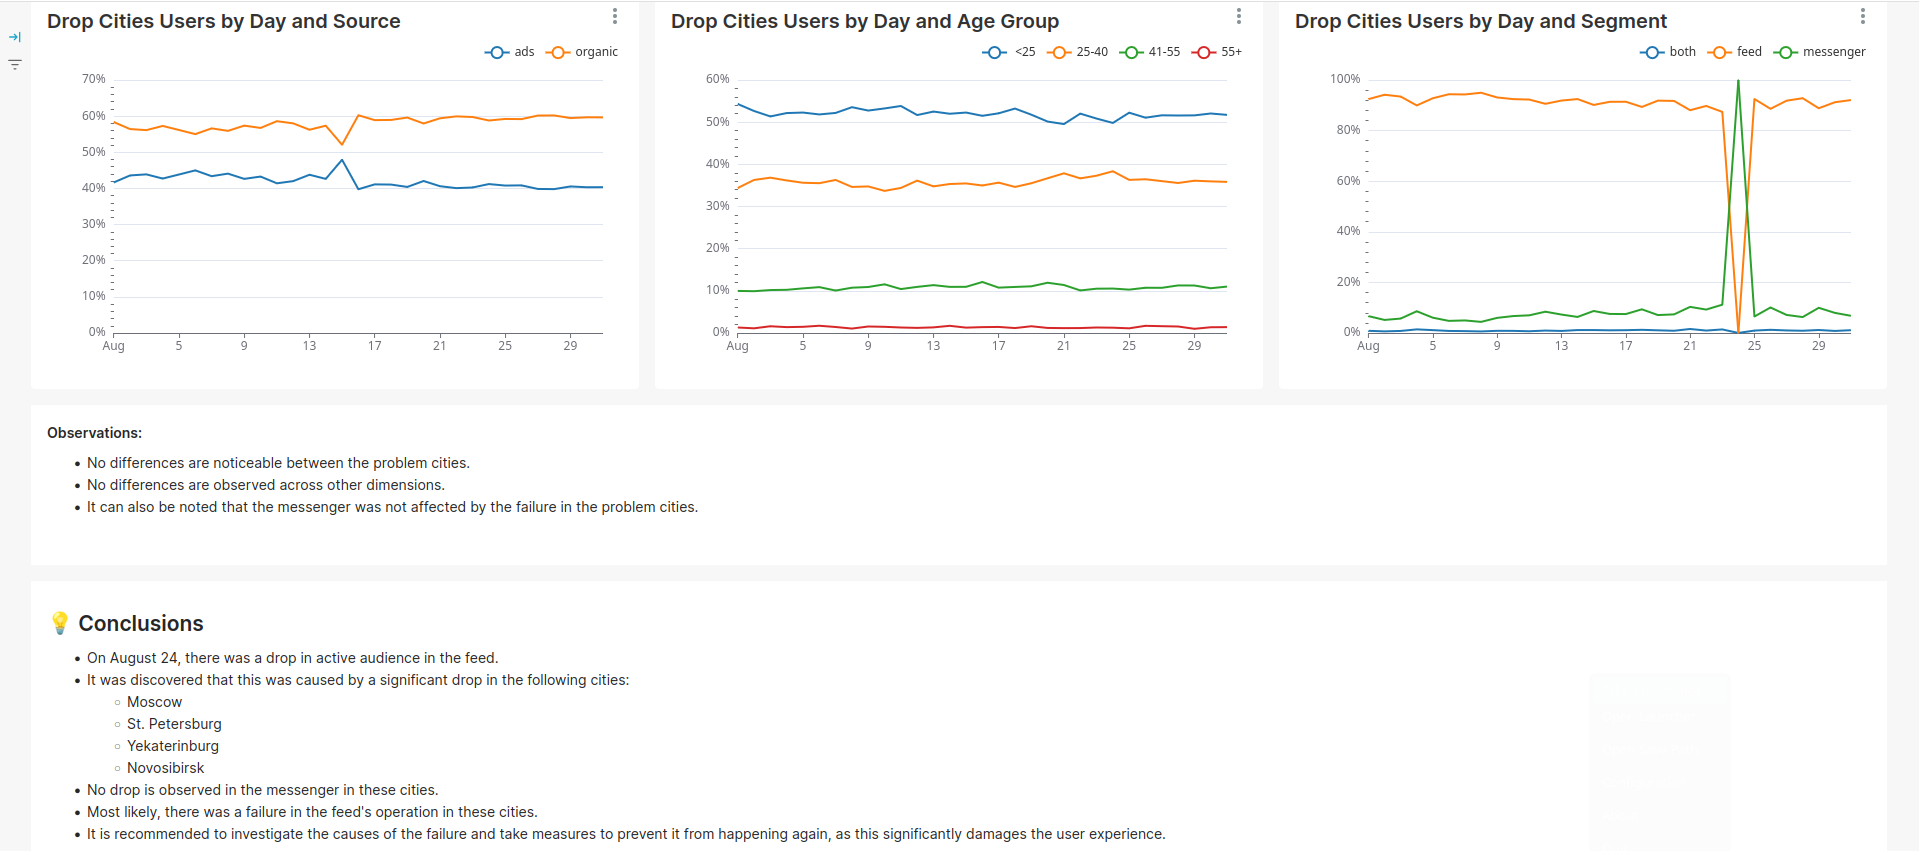 Drop Cities Users by Day and Source
ads organic
70%
60%
50%
40%
30%
20%
10%
0%
Aug 5 9 13 17 21 25 29
Drop Cities Users by Day and Age Group
<25 25-40 41-55 55+
60%
50%
40%
30%
20%
10%
0%
Aug 5 9 13 17 21 25 29
Drop Cities Users by Day and Segment
both feed messenger
100%
80%
60%
40%
20%
0%
Aug 5 9 13 17 21 25 29
Observations:
• No differences are noticeable between the problem cities.
• No differences are observed across other dimensions.
• It can also be noted that the messenger was not affected by the failure in the problem cities.
💡 Conclusions
• On August 24, there was a drop in active audience in the feed.
• It was discovered that this was caused by a significant drop in the following cities:
○ Moscow
○ St. Petersburg
○ Yekaterinburg
○ Novosibirsk
• No drop is observed in the messenger in these cities.
• Most likely, there was a failure in the feed's operation in these cities.
• It is recommended to investigate the causes of the failure and take measures to prevent it from happening again, as this significantly damages the user experience.